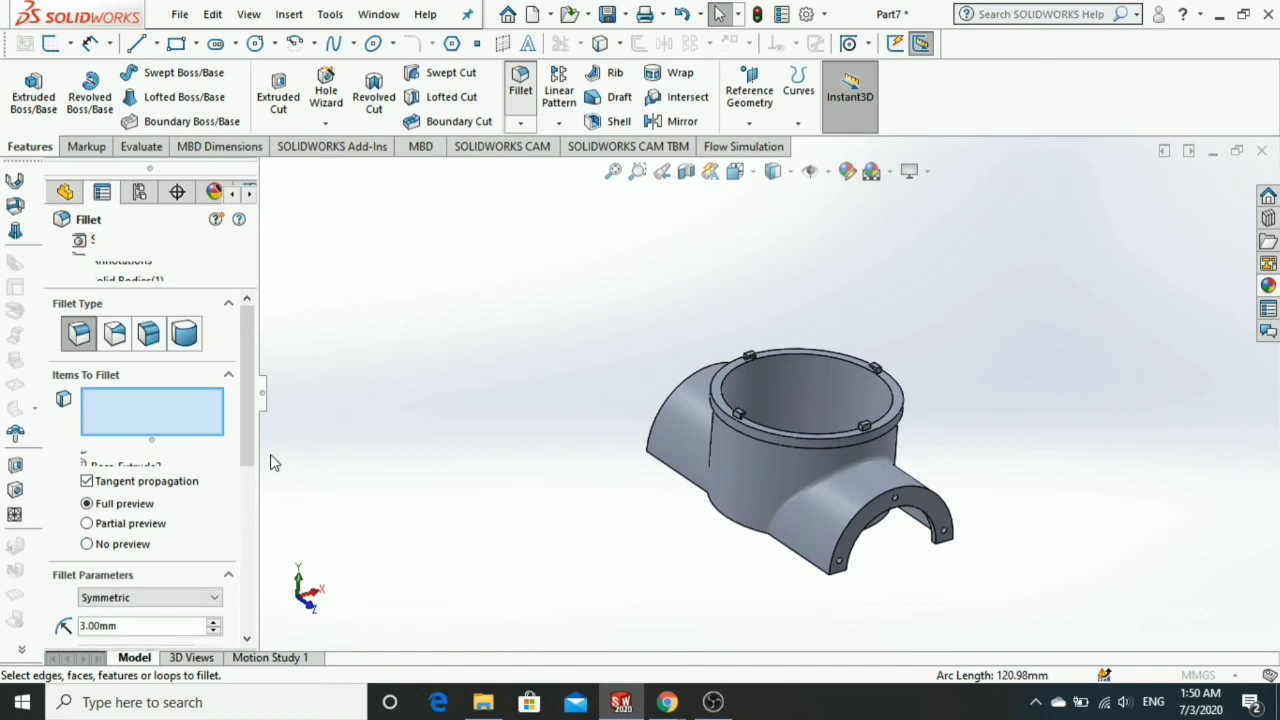 SOLIDWORKS File Edit View Insert Tools Window Help Part7 * Search SOLIDWORKS Help ?
Extruded Boss/Base
Revolved Boss/Base
Swept Boss/Base
Lofted Boss/Base
Boundary Boss/Base
Extruded Cut
Hole Wizard
Revolved Cut
Swept Cut
Lofted Cut
Boundary Cut
Fillet
Linear Pattern
Rib
Draft
Shell
Wrap
Intersect
Mirror
Reference Geometry
Curves
Instant3D
Features Markup Evaluate MBD Dimensions SOLIDWORKS Add-Ins MBD SOLIDWORKS CAM SOLIDWORKS CAM TBM Flow Simulation
Fillet
Fillet Type
Items To Fillet
Tangent propagation
Full preview
Partial preview
No preview
Fillet Parameters
Symmetric
3.00mm
Y
X
Z
Model 3D Views Motion Study 1
Select edges, faces, features or loops to fillet. Arc Length: 120.98mm MMGS
Type here to search
SW
2020
ENG
1:50 AM
7/3/2020
2